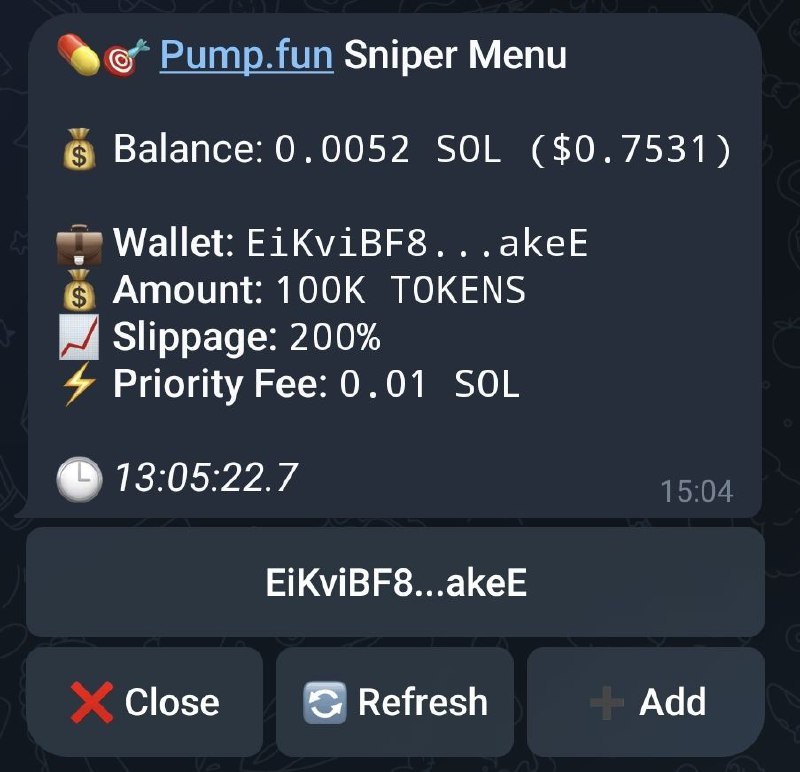 💊🎯 Pump.fun Sniper Menu
💰 Balance: 0.0052 SOL ($0.7531)
💼 Wallet: EiKviBF8...akeE
💰 Amount: 100K TOKENS
📈 Slippage: 200%
⚡ Priority Fee: 0.01 SOL
🕒 13:05:22.7
15:04
EiKviBF8...akeE
❌ Close
🔄 Refresh
➕ Add